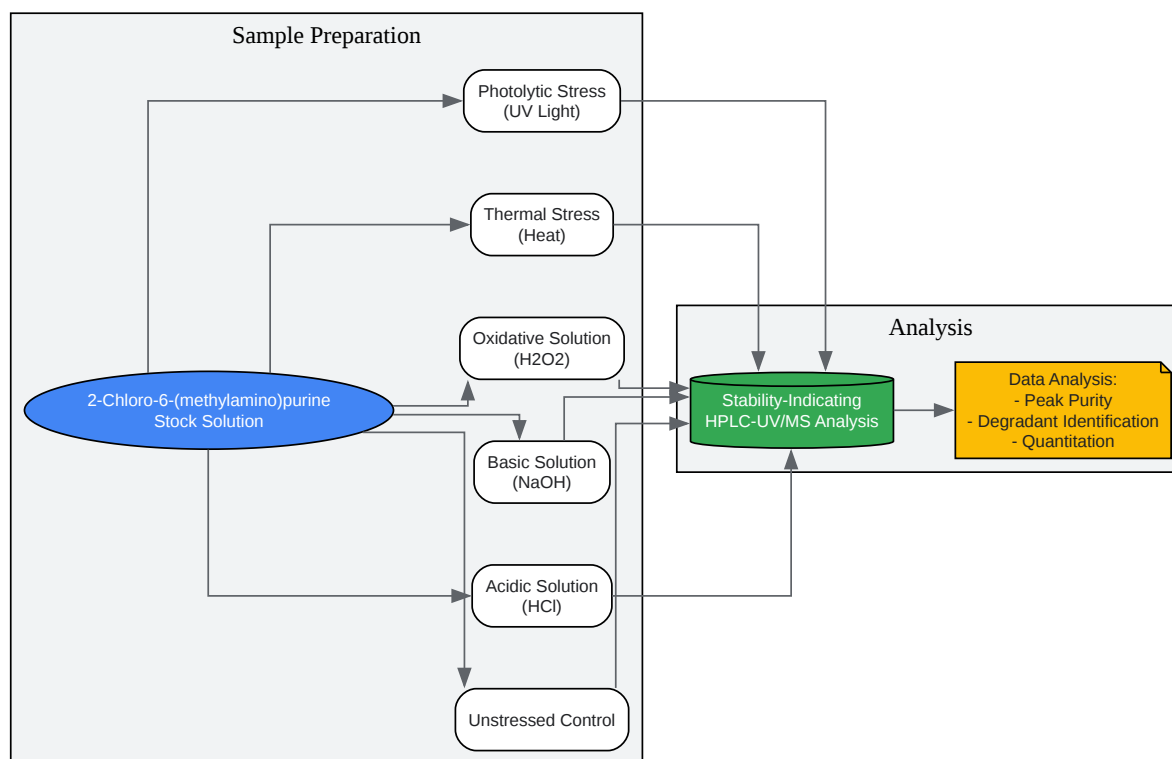 Sample Preparation
Photolytic Stress
(UV Light)
Thermal Stress
(Heat)
Oxidative Solution
(H2O2)
2-Chloro-6-(methylamino)purine
Stock Solution
Basic Solution
(NaOH)
Acidic Solution
(HCl)
Unstressed Control
Analysis
Stability-Indicating
HPLC-UV/MS Analysis
Data Analysis:
- Peak Purity
- Degradant Identification
- Quantitation